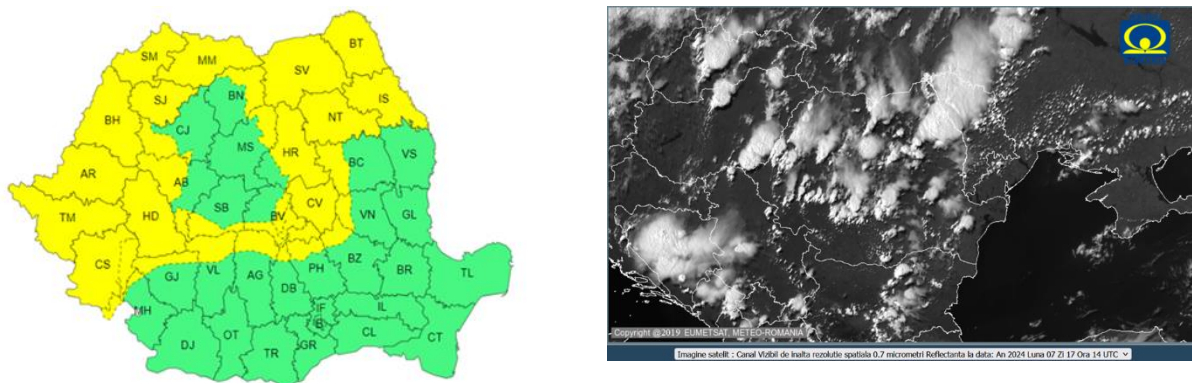 SM
MM
BT
SV
IS
SJ
BN
NT
BH
CJ
MS
HR
BC
VS
AR
AB
TM
HD
SB
BV
CV
VN
GL
CS
GJ
VL
AG
PH
BZ
BR
TL
DB
MH
IF
B
IL
DJ
OT
TR
GR
CL
CT
Copyright @2019 EUMETSAT, METEO-ROMANIA
Imagine satelit : Canal Vizibil de inalta rezolutie spatiala 0.7 micrometri Reflectanta la data: An 2024 Luna 07 Zi 17 Ora 14 UTC